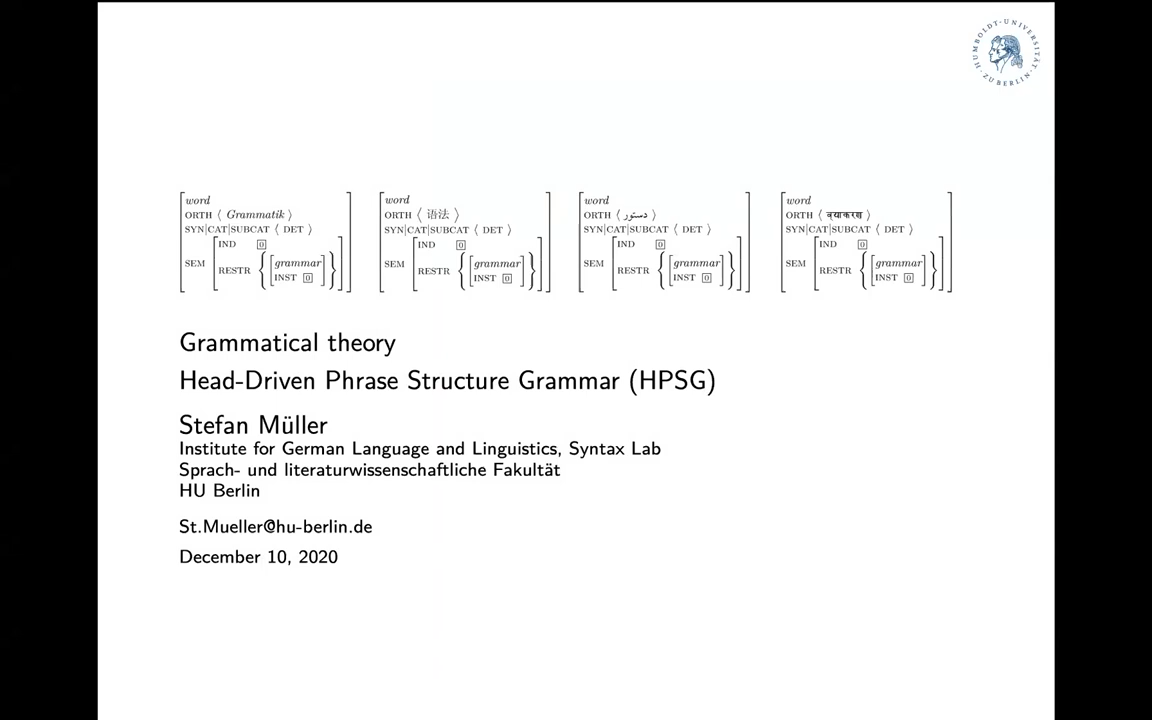 HUMBOLDT-UNIVERSITÄT ZU BERLIN
word
ORTH ⟨ Grammatik ⟩
SYN|CAT|SUBCAT ⟨ DET ⟩
SEM
IND 0
RESTR
grammar
INST 0
word
ORTH ⟨ 语法 ⟩
SYN|CAT|SUBCAT ⟨ DET ⟩
SEM
IND 0
RESTR
grammar
INST 0
word
ORTH ⟨ دستور ⟩
SYN|CAT|SUBCAT ⟨ DET ⟩
SEM
IND 0
RESTR
grammar
INST 0
word
ORTH ⟨ व्याकरण ⟩
SYN|CAT|SUBCAT ⟨ DET ⟩
SEM
IND 0
RESTR
grammar
INST 0
Grammatical theory
Head-Driven Phrase Structure Grammar (HPSG)
Stefan Müller
Institute for German Language and Linguistics, Syntax Lab
Sprach- und literaturwissenschaftliche Fakultät
HU Berlin
St.Mueller@hu-berlin.de
December 10, 2020